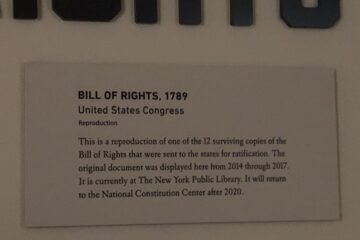 RIGHTS
BILL OF RIGHTS, 1789
United States Congress
Reproduction
This is a reproduction of one of the 12 surviving copies of the
Bill of Rights that were sent to the states for ratification. The
original document was displayed here from 2014 through 2017.
It is currently at The New York Public Library. It will return
to the National Constitution Center after 2020.